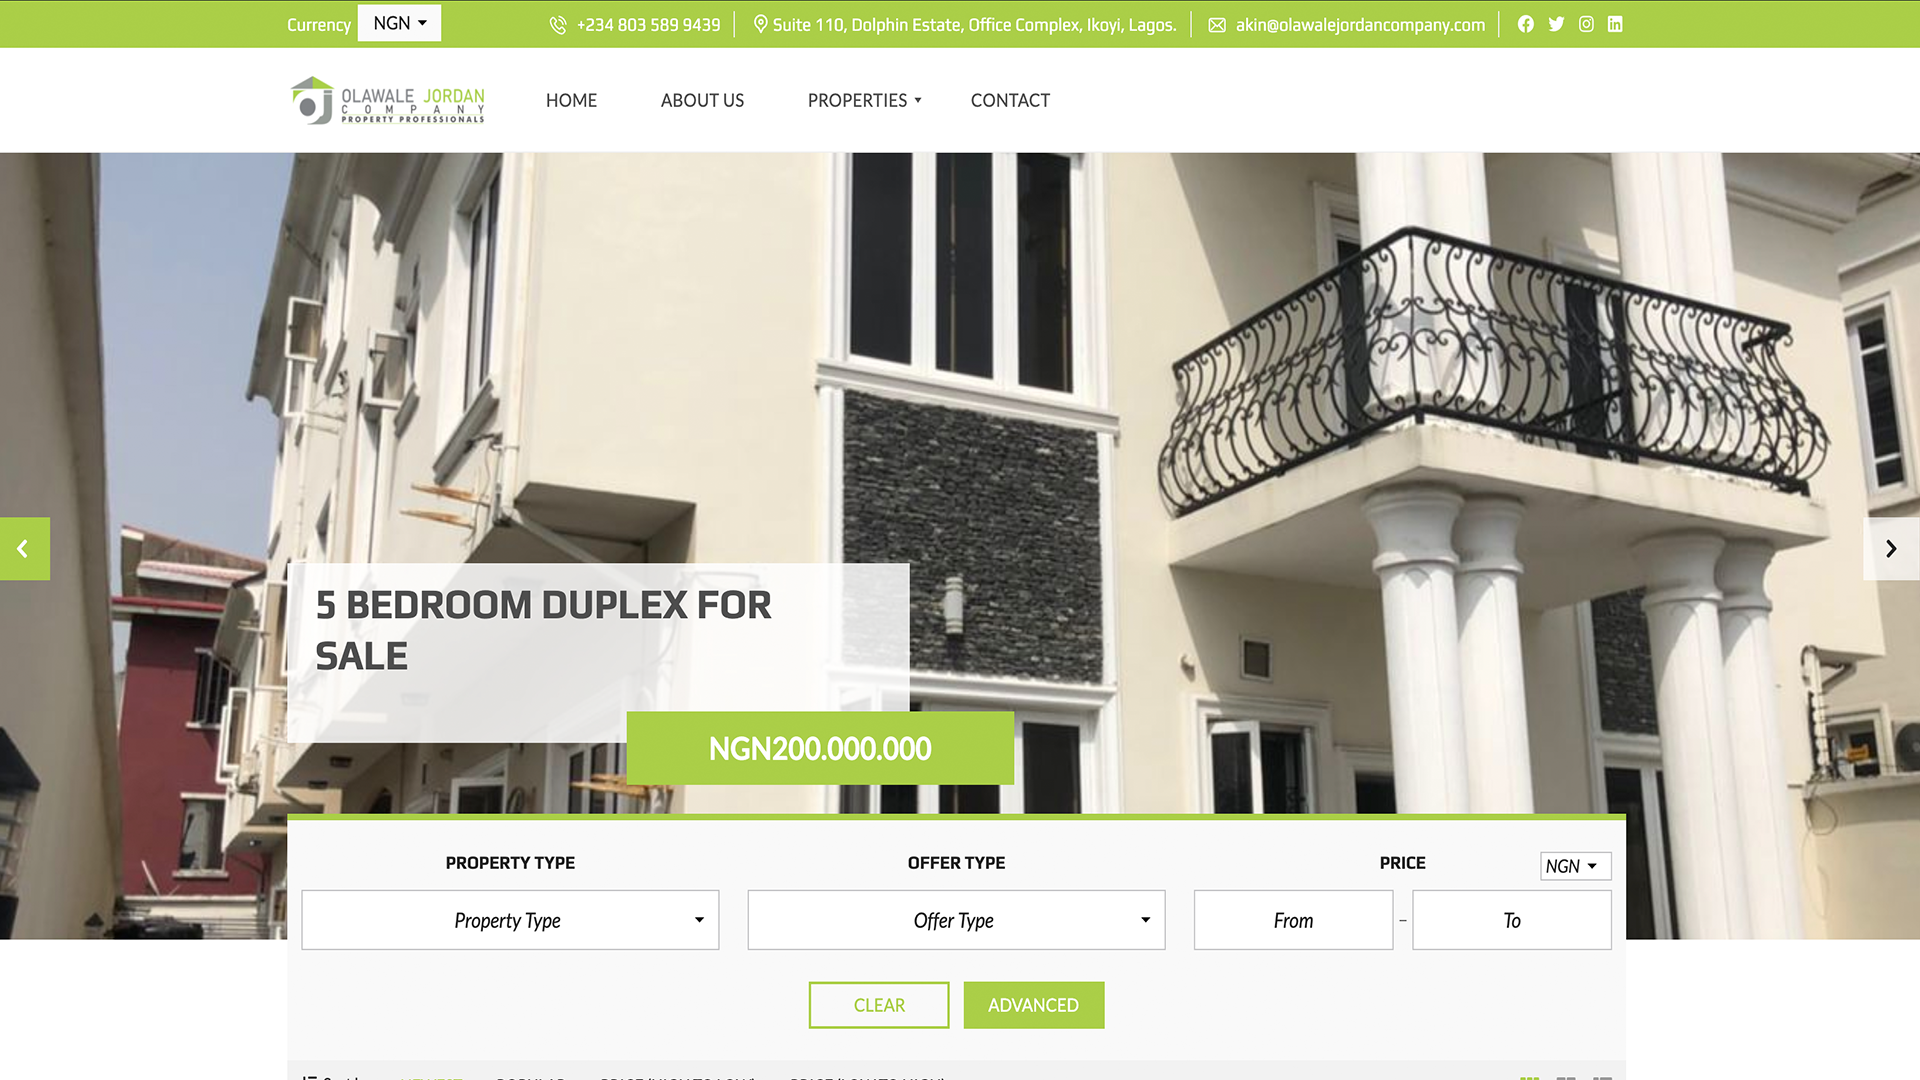 Currency NGN +234 803 589 9439 Suite 110, Dolphin Estate, Office Complex, Ikoyi, Lagos. akin@olawalejordancompany.com
OLAWALE JORDAN
COMPANY
PROPERTY PROFESSIONALS
HOME ABOUT US PROPERTIES CONTACT
5 BEDROOM DUPLEX FOR
SALE
NGN200.000.000
PROPERTY TYPE OFFER TYPE PRICE NGN
Property Type Offer Type From – To
CLEAR ADVANCED